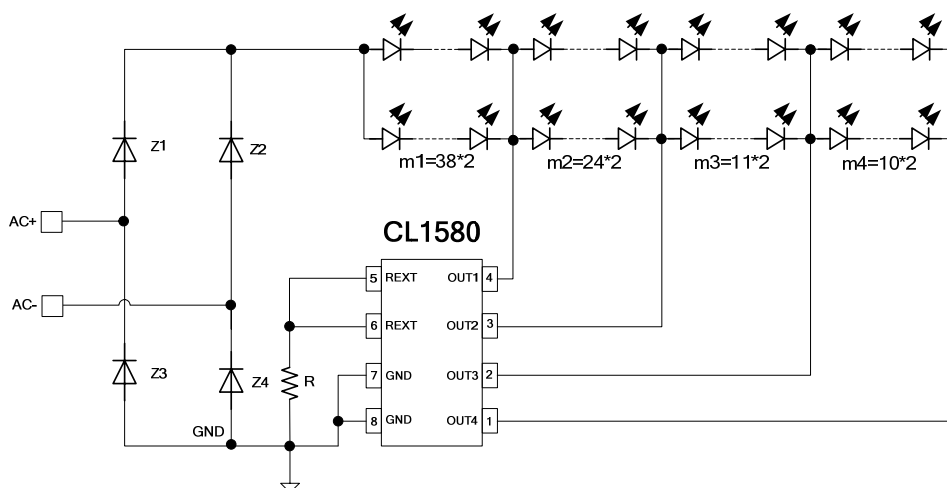 Z1
Z2
m1=38*2
m2=24*2
m3=11*2
m4=10*2
AC+
CL1580
5 REXT OUT1 4
AC-
6 REXT OUT2 3
Z3
Z4
R
7 GND OUT3 2
GND
8 GND OUT4 1